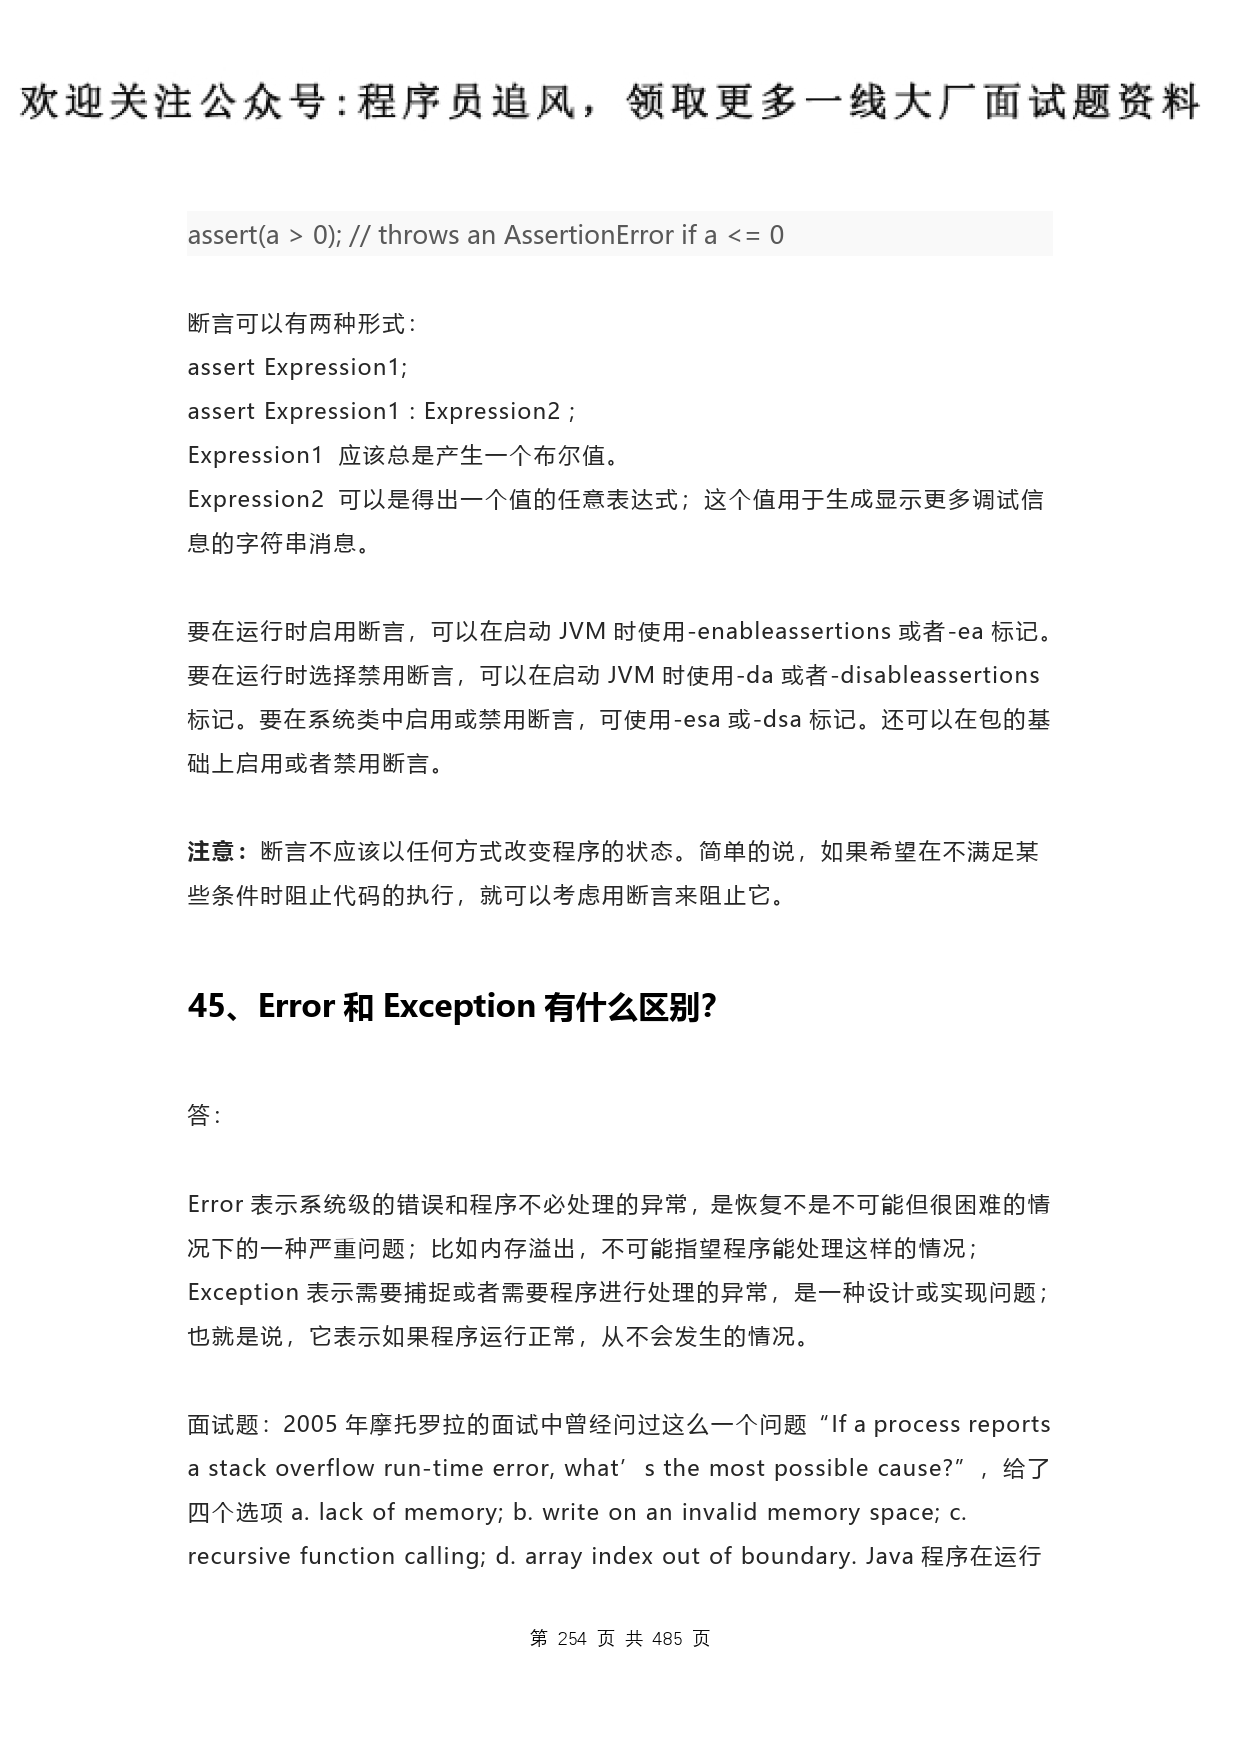 欢迎关注公众号:程序员追风，领取更多一线大厂面试题资料
assert(a > 0); // throws an AssertionError if a <= 0
断言可以有两种形式：
assert Expression1;
assert Expression1 : Expression2 ;
Expression1 应该总是产生一个布尔值。
Expression2 可以是得出一个值的任意表达式；这个值用于生成显示更多调试信
息的字符串消息。
要在运行时启用断言，可以在启动 JVM 时使用-enableassertions 或者-ea 标记。
要在运行时选择禁用断言，可以在启动 JVM 时使用-da 或者-disableassertions
标记。要在系统类中启用或禁用断言，可使用-esa 或-dsa 标记。还可以在包的基
础上启用或者禁用断言。
注意：断言不应该以任何方式改变程序的状态。简单的说，如果希望在不满足某
些条件时阻止代码的执行，就可以考虑用断言来阻止它。
45、Error 和 Exception 有什么区别？
答：
Error 表示系统级的错误和程序不必处理的异常，是恢复不是不可能但很困难的情
况下的一种严重问题；比如内存溢出，不可能指望程序能处理这样的情况；
Exception 表示需要捕捉或者需要程序进行处理的异常，是一种设计或实现问题；
也就是说，它表示如果程序运行正常，从不会发生的情况。
面试题：2005 年摩托罗拉的面试中曾经问过这么一个问题“If a process reports
a stack overflow run-time error, what’s the most possible cause?”，给了
四个选项 a. lack of memory; b. write on an invalid memory space; c.
recursive function calling; d. array index out of boundary. Java 程序在运行
第 254 页 共 485 页